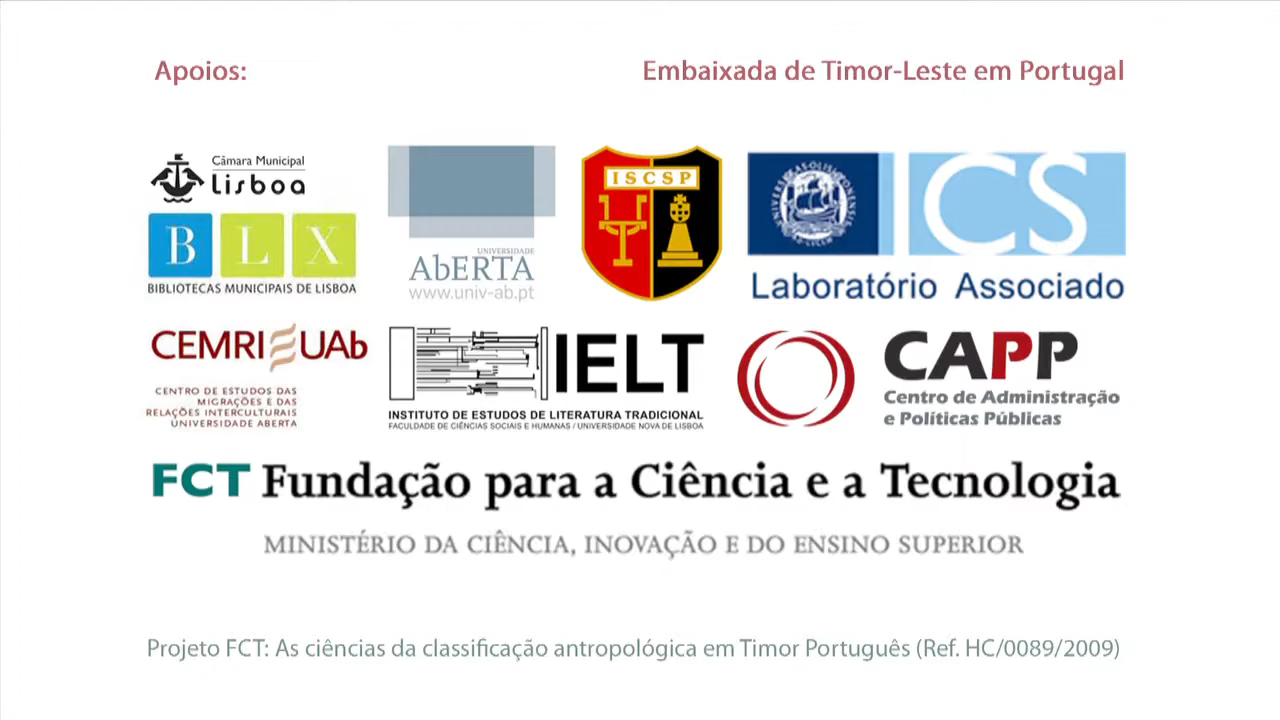 Apoios:
Embaixada de Timor-Leste em Portugal
Câmara Municipal
Lisboa
BLX
BIBLIOTECAS MUNICIPAIS DE LISBOA
UNIVERSIDADE
AbERTA
www.univ-ab.pt
ISCSP
ICS
Laboratório Associado
CEMRI UAb
CENTRO DE ESTUDOS DAS
MIGRAÇÕES E DAS
RELAÇÕES INTERCULTURAIS
UNIVERSIDADE ABERTA
IELT
INSTITUTO DE ESTUDOS DE LITERATURA TRADICIONAL
FACULDADE DE CIÊNCIAS SOCIAIS E HUMANAS / UNIVERSIDADE NOVA DE LISBOA
CAPP
Centro de Administração
e Políticas Públicas
FCT Fundação para a Ciência e a Tecnologia
MINISTÉRIO DA CIÊNCIA, INOVAÇÃO E DO ENSINO SUPERIOR
Projeto FCT: As ciências da classificação antropológica em Timor Português (Ref. HC/0089/2009)